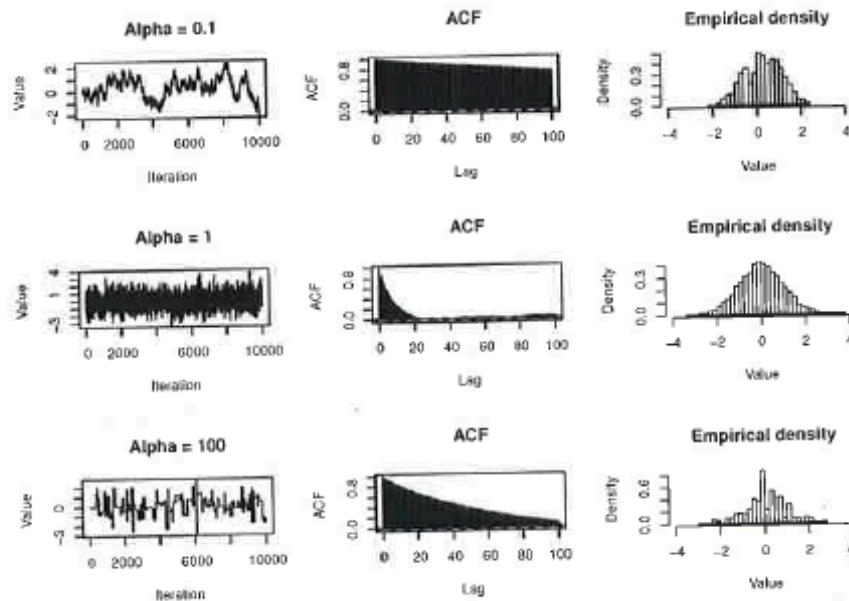 Alpha = 0.1
ACF
Empirical density
Value
2
0
−2
0 2000 6000 10000
Iteration
ACF
0.8
0.0
0 20 40 60 80 100
Lag
Density
0.3
0.0
−4 −2 0 2 4
Value
Alpha = 1
ACF
Empirical density
Value
4
1
−3
0 2000 6000 10000
Iteration
ACF
0.8
0.0
0 20 40 60 80 100
Lag
Density
0.3
0.0
−4 −2 0 2 4
Value
Alpha = 100
ACF
Empirical density
Value
0
−3
0 2000 6000 10000
Iteration
ACF
0.8
0.0
0 20 40 60 80 100
Lag
Density
0.6
0.0
−4 −2 0 2 4
Value